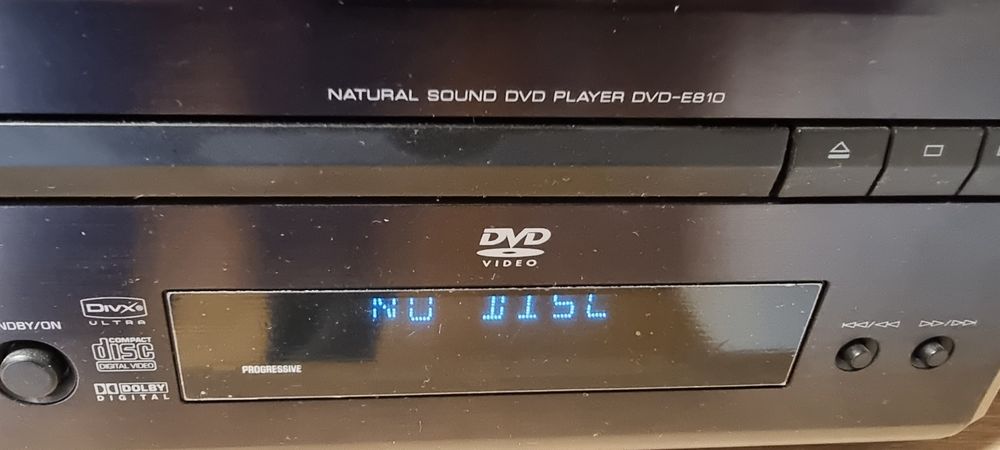 NATURAL SOUND DVD PLAYER DVD-E810
DVD
VIDEO
DivX
ULTRA
NDBY/ON
COMPACT
disc
DIGITAL VIDEO
DOLBY
DIGITAL
NO DISC
PROGRESSIVE